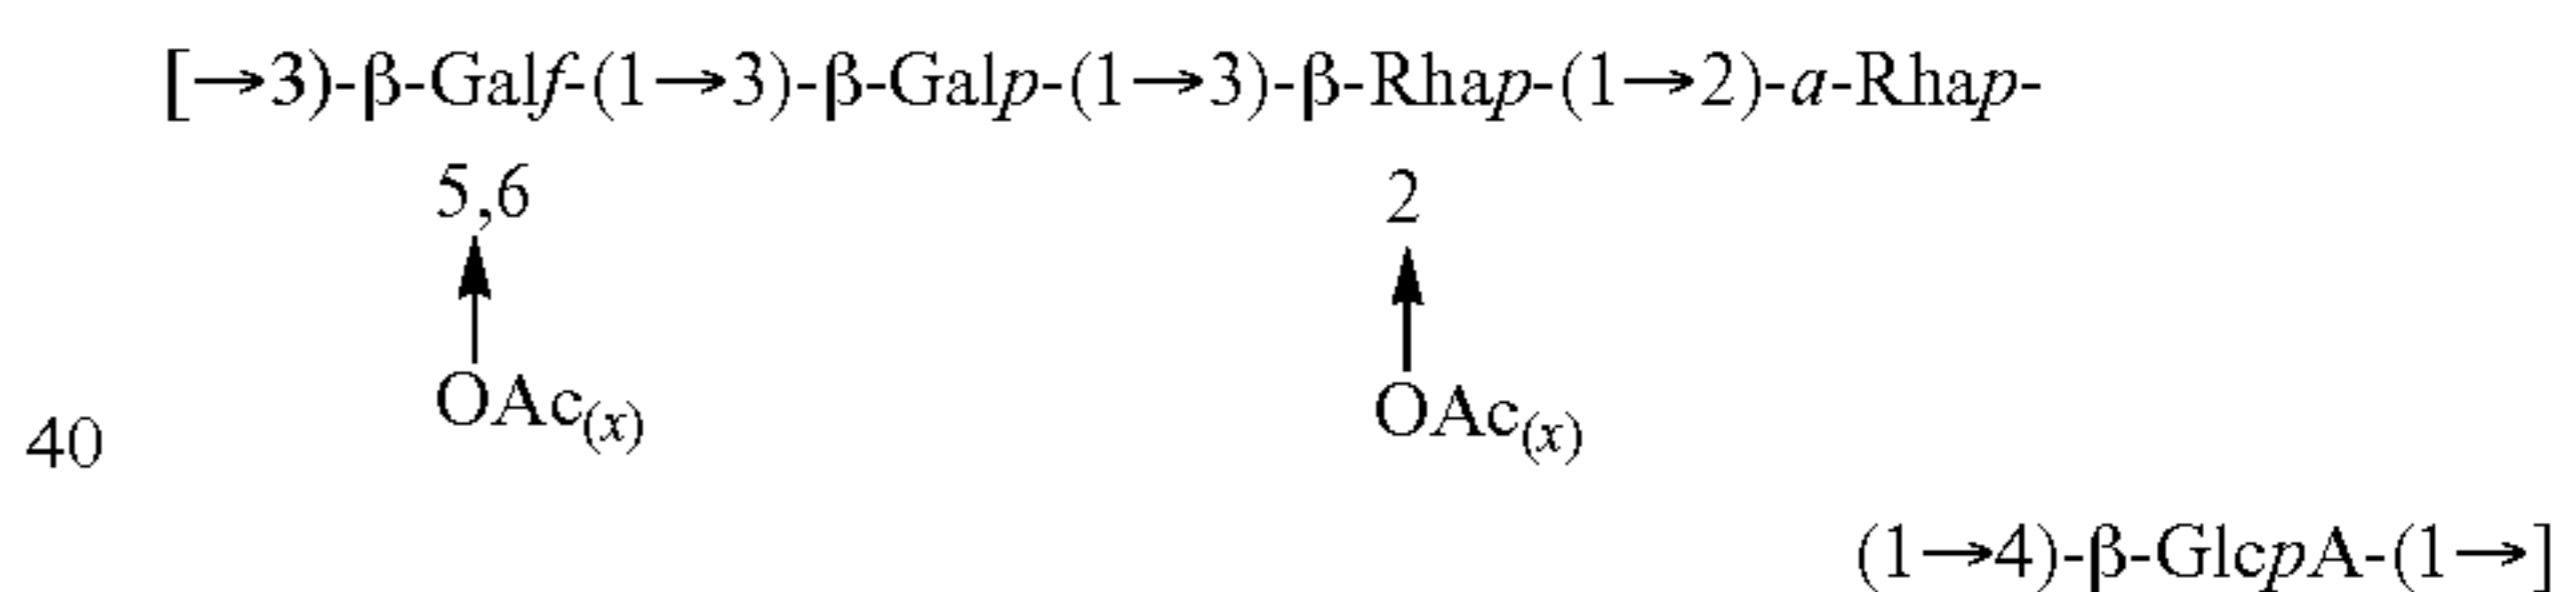 [→3)-β-Galf-(1→3)-β-Galp-(1→3)-β-Rhap-(1→2)-a-Rhap-
5,6 2
OAc(x) OAc(x)
40
(1→4)-β-GlcpA-(1→]